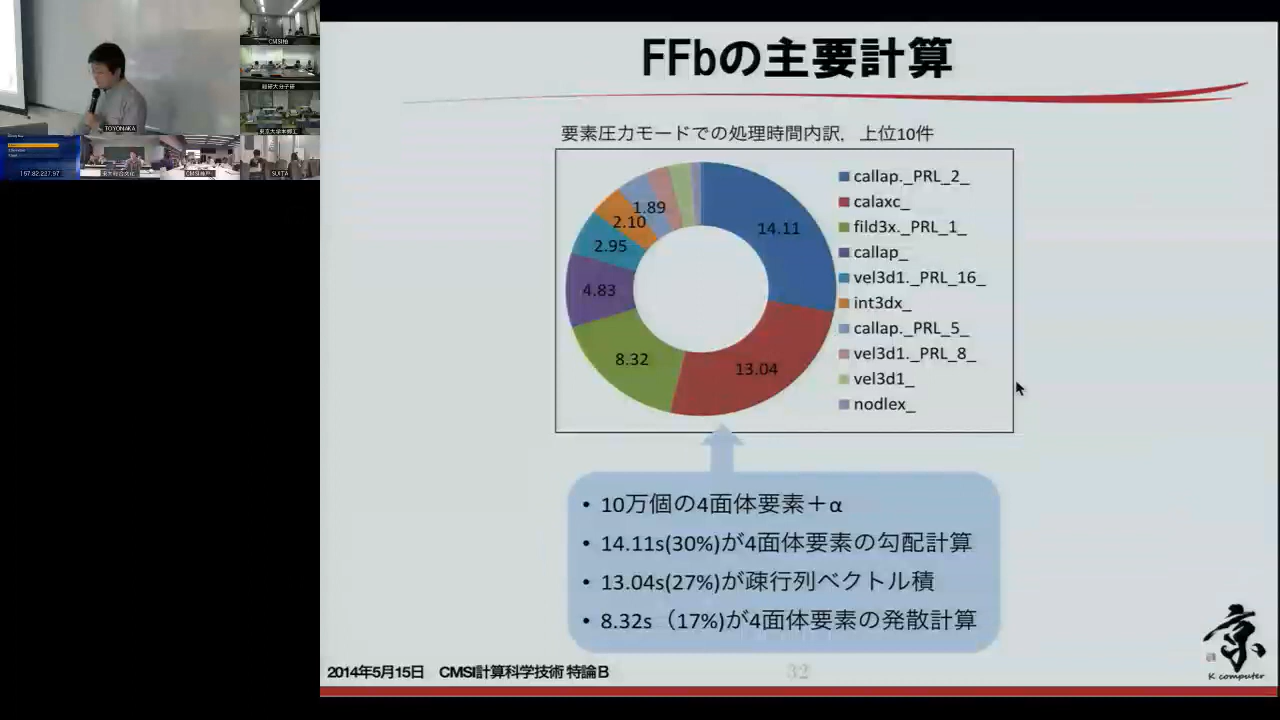 FFbの主要計算
要素圧力モードでの処理時間内訳，上位10件
14.11
13.04
8.32
4.83
2.95
2.10
1.89
callap._PRL_2_
calaxc_
fild3x._PRL_1_
callap_
vel3d1._PRL_16_
int3dx_
callap._PRL_5_
vel3d1._PRL_8_
vel3d1_
nodlex_
• 10万個の4面体要素＋α
• 14.11s(30%)が4面体要素の勾配計算
• 13.04s(27%)が疎行列ベクトル積
• 8.32s（17%)が4面体要素の発散計算
2014年5月15日　CMSI計算科学技術 特論Ｂ
32
京
K computer
TOYONAKA
157.82.227.97
SUITA